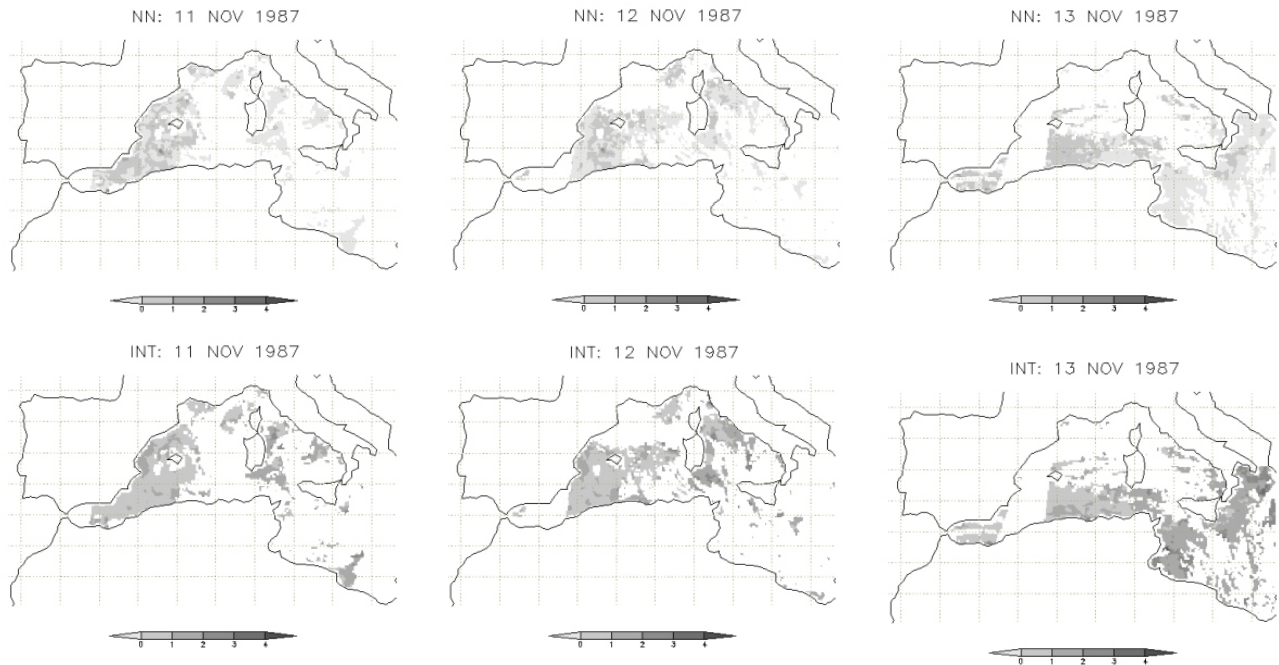 NN: 11 NOV 1987
NN: 12 NOV 1987
NN: 13 NOV 1987
0 1 2 3 4
0 1 2 3 4
0 1 2 3 4
INT: 11 NOV 1987
INT: 12 NOV 1987
INT: 13 NOV 1987
0 1 2 3 4
0 1 2 3 4
0 1 2 3 4